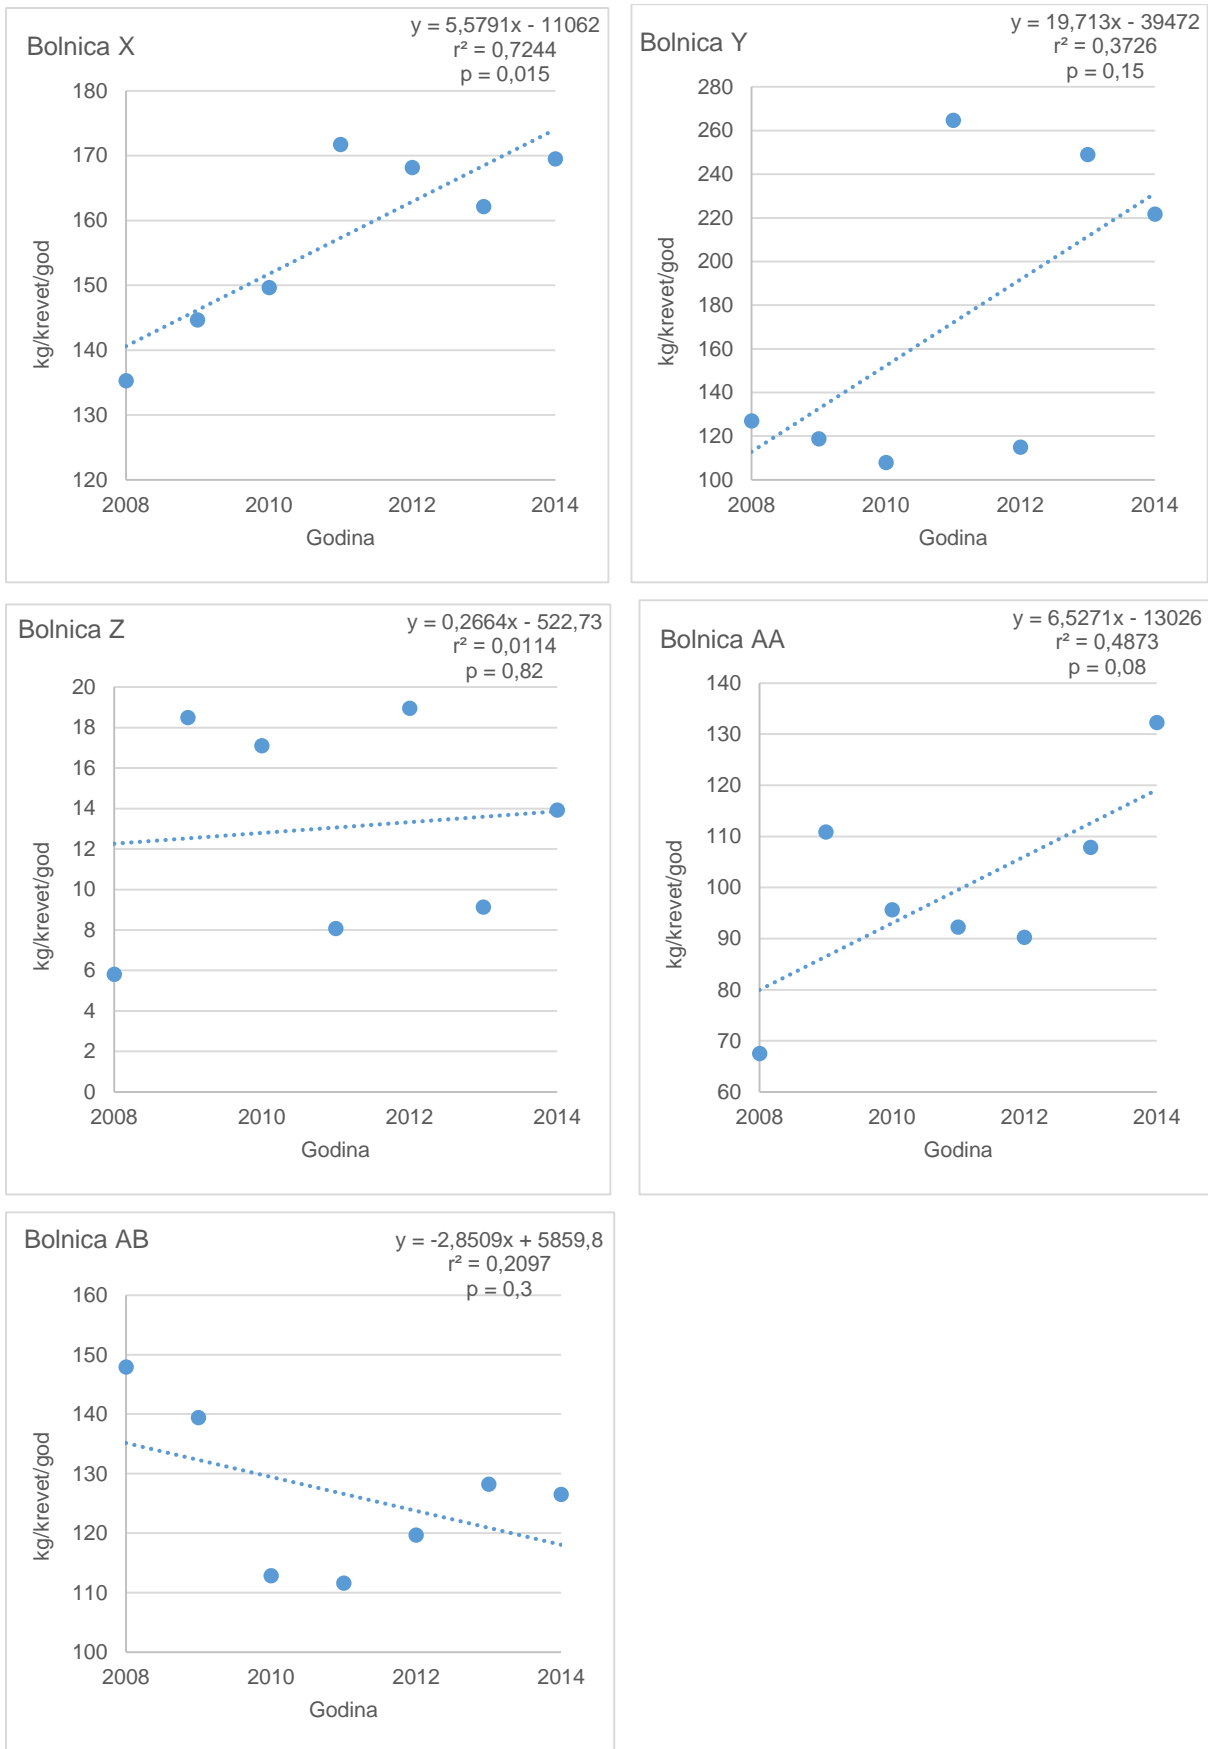 Bolnica X
y = 5,5791x - 11062
r² = 0,7244
p = 0,015
180
170
160
150
140
130
120
kg/krevet/god
2008 2010 2012 2014
Godina
Bolnica Y
y = 19,713x - 39472
r² = 0,3726
p = 0,15
280
260
240
220
200
180
160
140
120
100
kg/krevet/god
2008 2010 2012 2014
Godina
Bolnica Z
y = 0,2664x - 522,73
r² = 0,0114
p = 0,82
20
18
16
14
12
10
8
6
4
2
0
kg/krevet/god
2008 2010 2012 2014
Godina
Bolnica AA
y = 6,5271x - 13026
r² = 0,4873
p = 0,08
140
130
120
110
100
90
80
70
60
kg/krevet/god
2008 2010 2012 2014
Godina
Bolnica AB
y = -2,8509x + 5859,8
r² = 0,2097
p = 0,3
160
150
140
130
120
110
100
kg/krevet/god
2008 2010 2012 2014
Godina